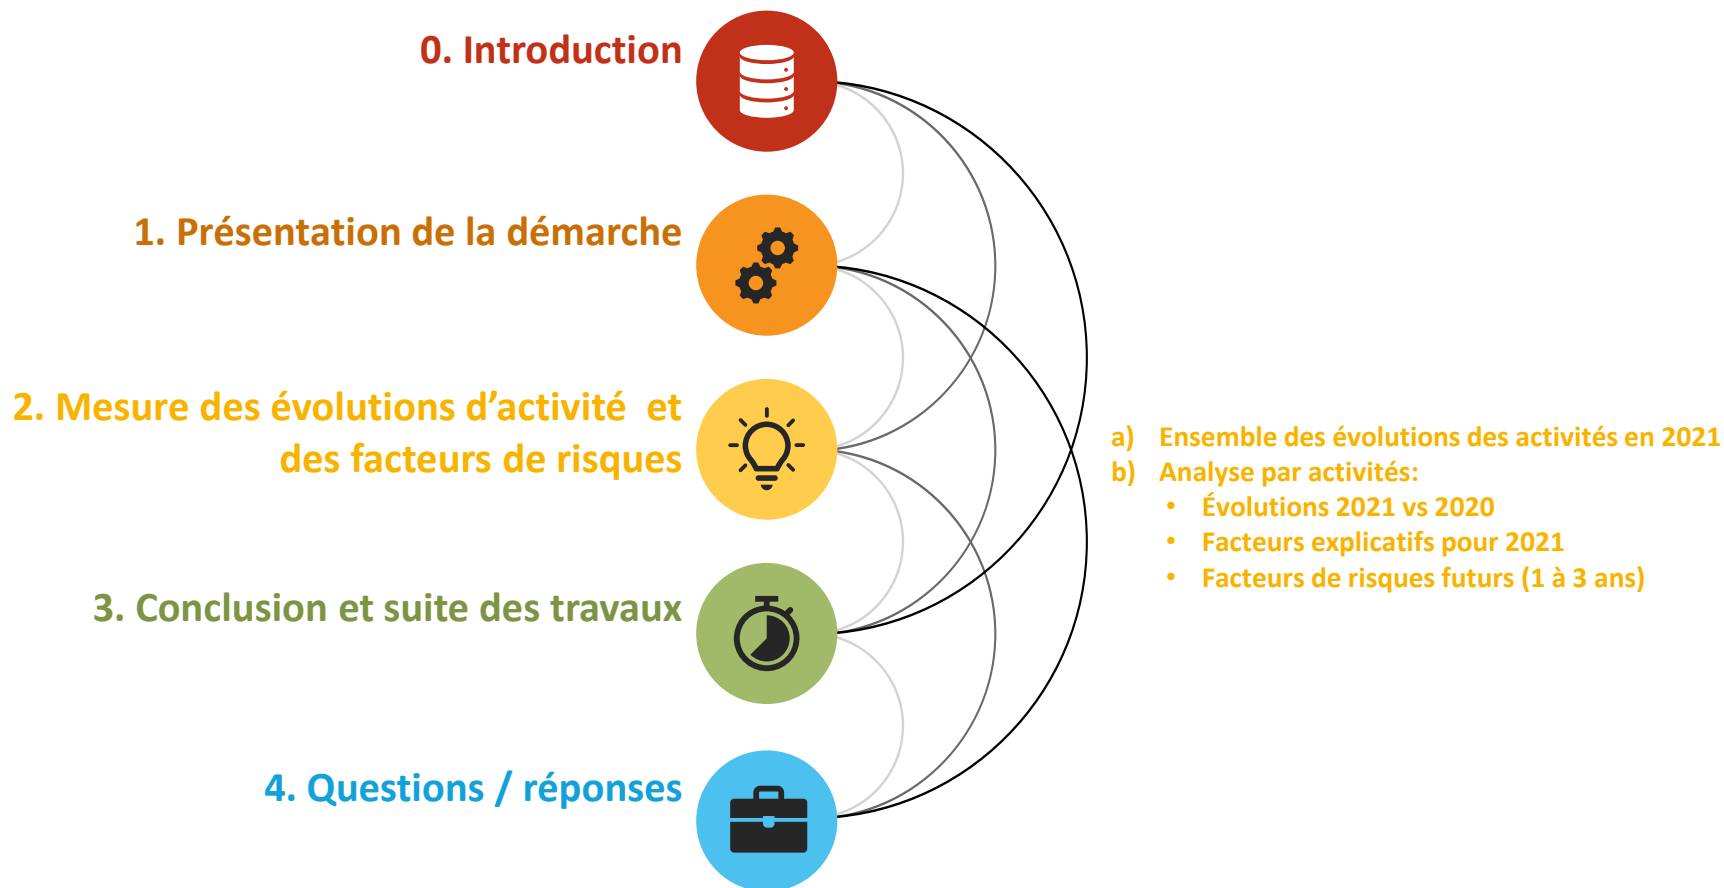 0. Introduction
1. Présentation de la démarche
2. Mesure des évolutions d’activité  et
des facteurs de risques
a) Ensemble des évolutions des activités en 2021
b) Analyse par activités:
• Évolutions 2021 vs 2020
• Facteurs explicatifs pour 2021
• Facteurs de risques futurs (1 à 3 ans)
3. Conclusion et suite des travaux
4. Questions / réponses